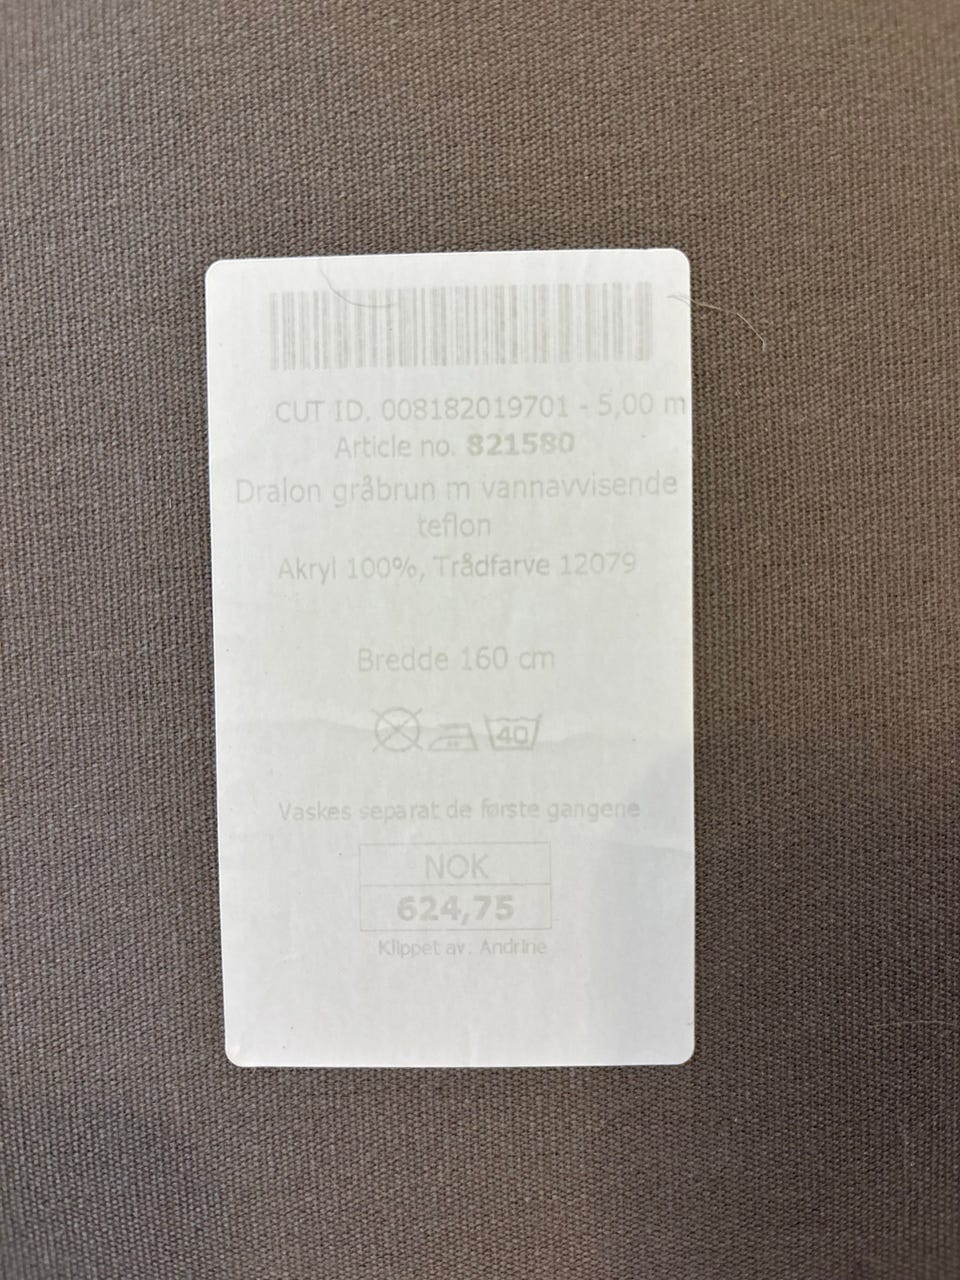 CUT ID. 008182019701 - 5,00 m
Article no. 821580
Dralon gråbrun m vannavvisende
teflon
Akryl 100%, Trådfarve 12079
Bredde 160 cm
40
Vaskes separat de første gangene
NOK
624,75
Klippet av: Andrine